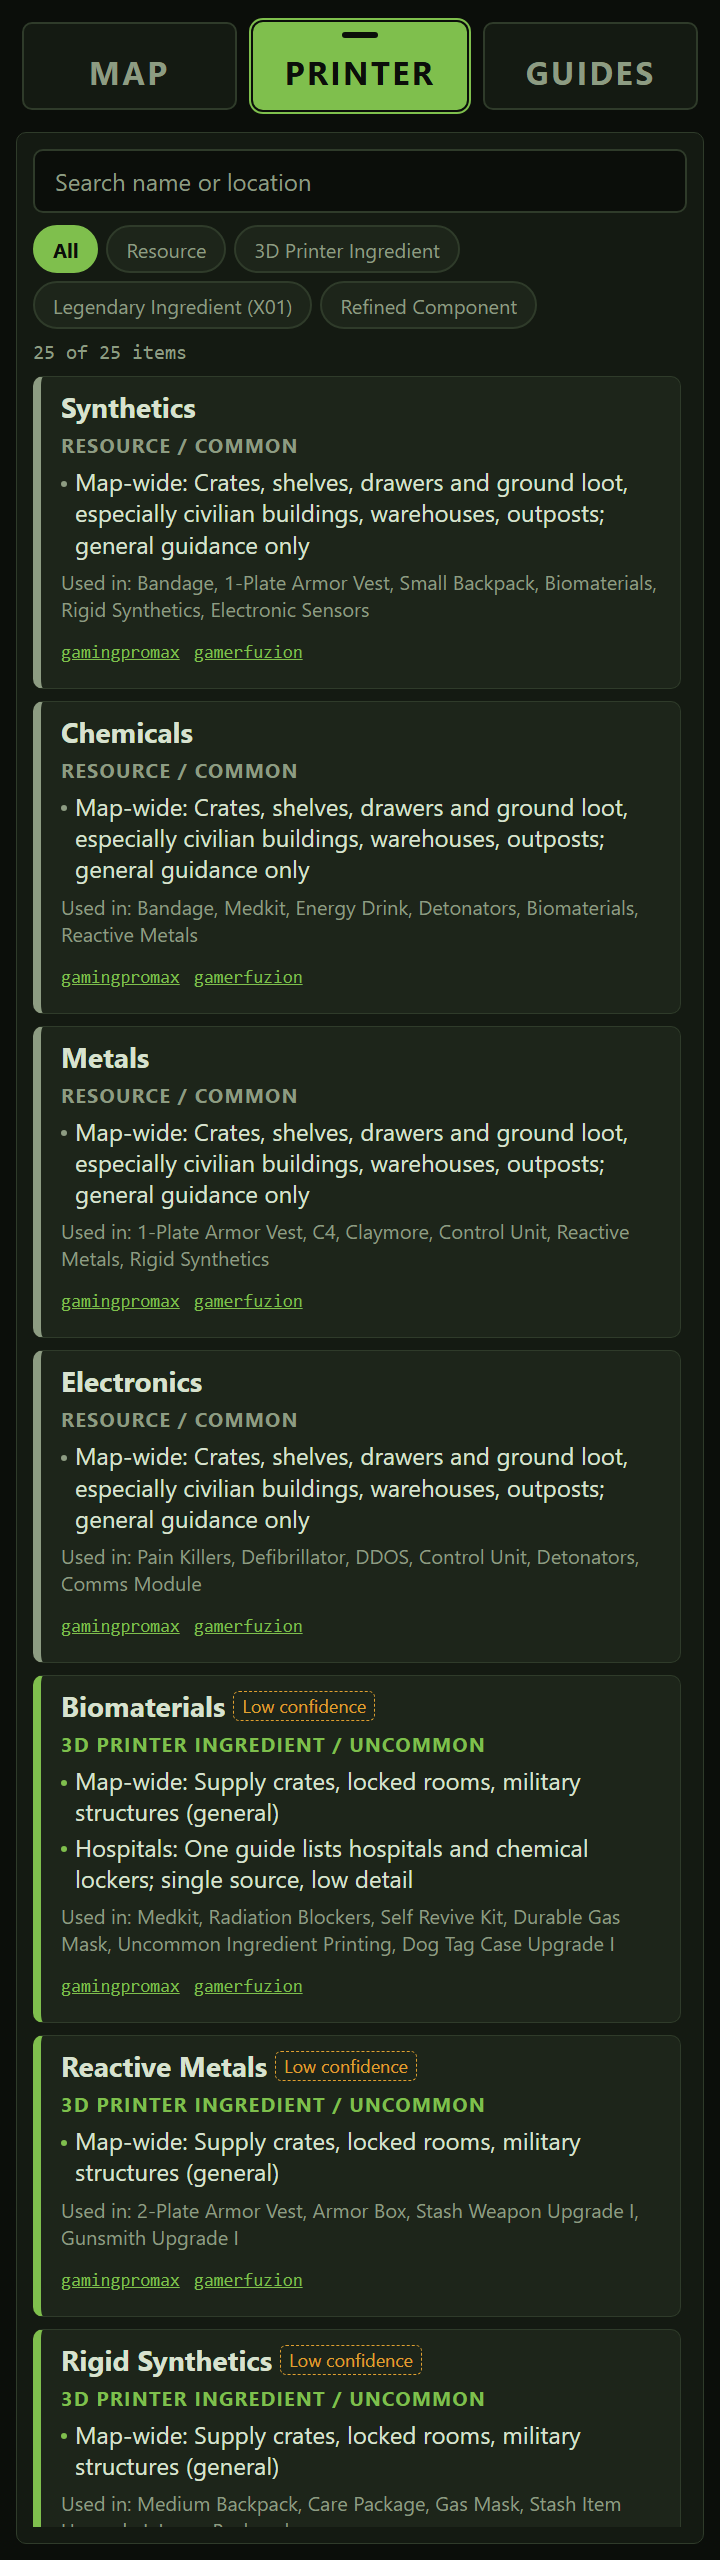 MAP
PRINTER
GUIDES
Search name or location
All
Resource
3D Printer Ingredient
Legendary Ingredient (X01)
Refined Component
25 of 25 items
Synthetics
RESOURCE / COMMON
• Map-wide: Crates, shelves, drawers and ground loot,
especially civilian buildings, warehouses, outposts;
general guidance only
Used in: Bandage, 1-Plate Armor Vest, Small Backpack, Biomaterials,
Rigid Synthetics, Electronic Sensors
gamingpromax gamerfuzion
Chemicals
RESOURCE / COMMON
• Map-wide: Crates, shelves, drawers and ground loot,
especially civilian buildings, warehouses, outposts;
general guidance only
Used in: Bandage, Medkit, Energy Drink, Detonators, Biomaterials,
Reactive Metals
gamingpromax gamerfuzion
Metals
RESOURCE / COMMON
• Map-wide: Crates, shelves, drawers and ground loot,
especially civilian buildings, warehouses, outposts;
general guidance only
Used in: 1-Plate Armor Vest, C4, Claymore, Control Unit, Reactive
Metals, Rigid Synthetics
gamingpromax gamerfuzion
Electronics
RESOURCE / COMMON
• Map-wide: Crates, shelves, drawers and ground loot,
especially civilian buildings, warehouses, outposts;
general guidance only
Used in: Pain Killers, Defibrillator, DDOS, Control Unit, Detonators,
Comms Module
gamingpromax gamerfuzion
Biomaterials Low confidence
3D PRINTER INGREDIENT / UNCOMMON
• Map-wide: Supply crates, locked rooms, military
structures (general)
• Hospitals: One guide lists hospitals and chemical
lockers; single source, low detail
Used in: Medkit, Radiation Blockers, Self Revive Kit, Durable Gas
Mask, Uncommon Ingredient Printing, Dog Tag Case Upgrade I
gamingpromax gamerfuzion
Reactive Metals Low confidence
3D PRINTER INGREDIENT / UNCOMMON
• Map-wide: Supply crates, locked rooms, military
structures (general)
Used in: 2-Plate Armor Vest, Armor Box, Stash Weapon Upgrade I,
Gunsmith Upgrade I
gamingpromax gamerfuzion
Rigid Synthetics Low confidence
3D PRINTER INGREDIENT / UNCOMMON
• Map-wide: Supply crates, locked rooms, military
structures (general)
Used in: Medium Backpack, Care Package, Gas Mask, Stash Item